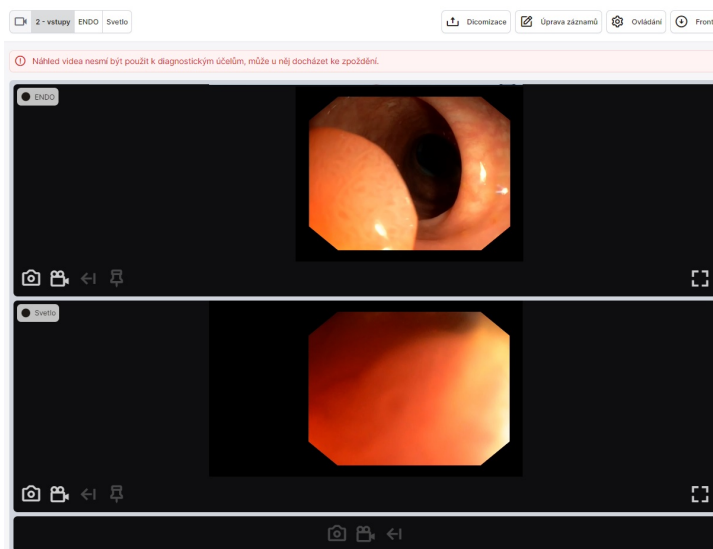 2 - vstupy ENDO Svetlo Dicomizace Úprava záznamů Ovládání Front
Náhled videa nesmí být použit k diagnostickým účelům, může u něj docházet ke zpoždění.
ENDO
Svetlo